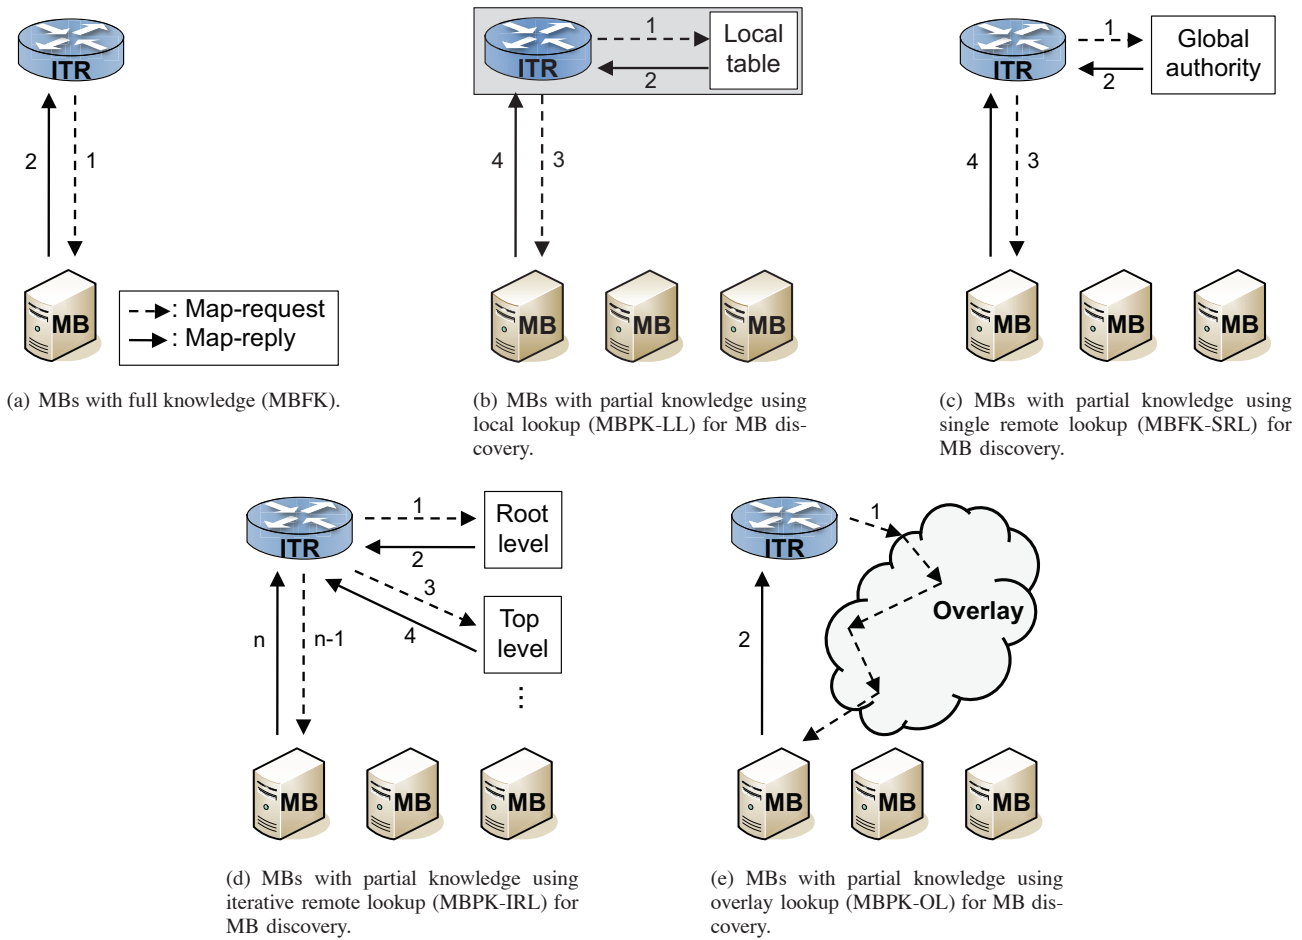 ITR
2
1
MB
: Map-request
: Map-reply
(a) MBs with full knowledge (MBFK).
ITR
1
2
Local
table
4
3
MB
MB
MB
(b) MBs with partial knowledge using
local lookup (MBPK-LL) for MB dis-
covery.
ITR
1
2
Global
authority
4
3
MB
MB
MB
(c) MBs with partial knowledge using
single remote lookup (MBFK-SRL) for
MB discovery.
ITR
1
2
Root
level
3
4
Top
level
⋮
n
n-1
MB
MB
MB
(d) MBs with partial knowledge using
iterative remote lookup (MBPK-IRL) for
MB discovery.
ITR
1
Overlay
2
MB
MB
MB
(e) MBs with partial knowledge using
overlay lookup (MBPK-OL) for MB dis-
covery.